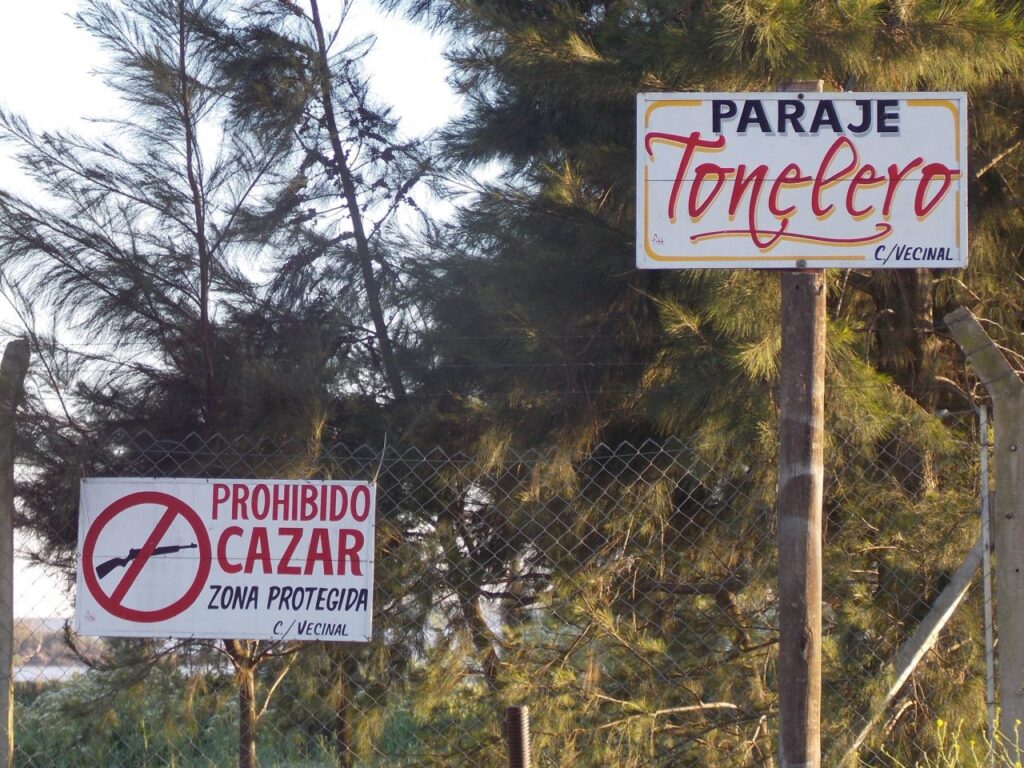 PARAJE
Tonelero
C/VECINAL
PROHIBIDO
CAZAR
ZONA PROTEGIDA
C/VECINAL